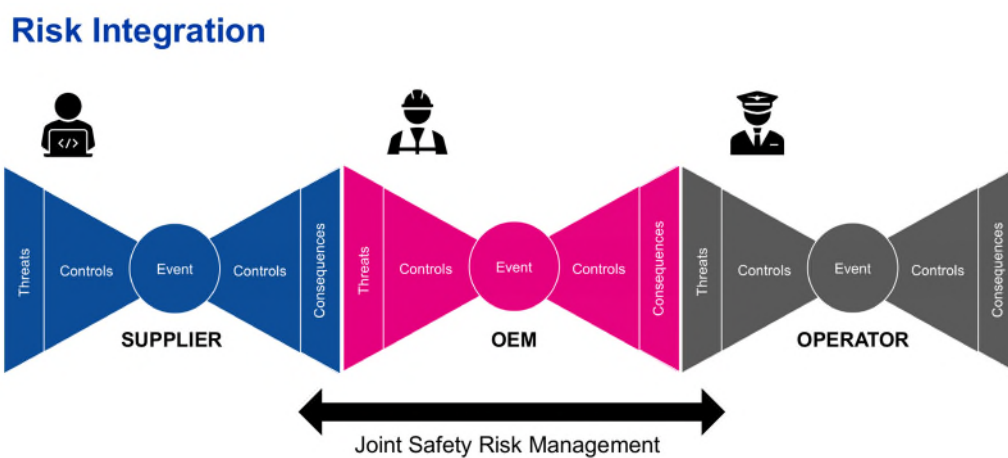 Risk Integration
</>
Threats
Controls
Event
Controls
Consequences
SUPPLIER
Threats
Controls
Event
Controls
Consequences
OEM
Threats
Controls
Event
Controls
Consequences
OPERATOR
Joint Safety Risk Management